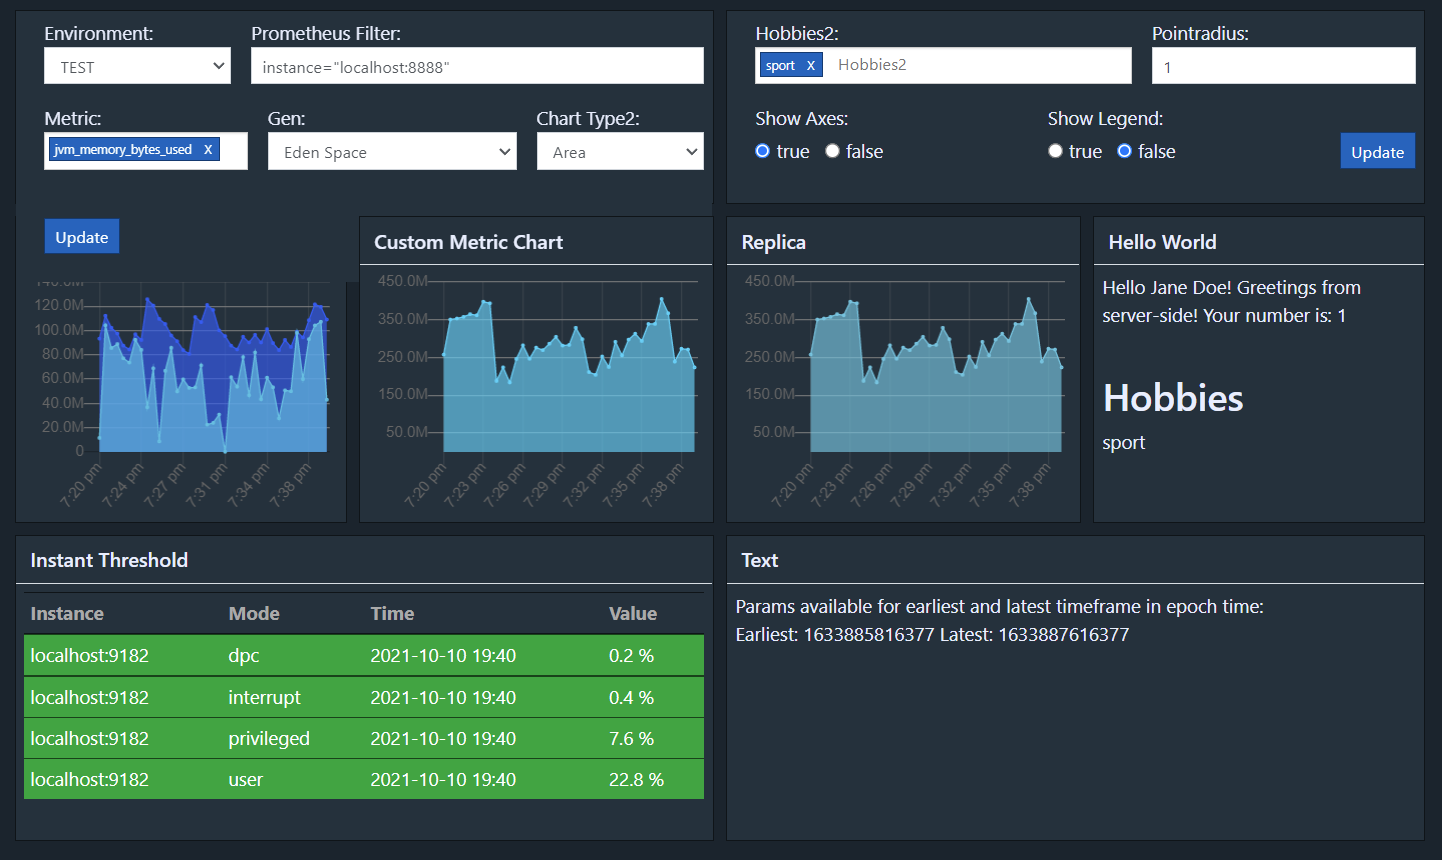 Environment:
TEST
Prometheus Filter:
instance="localhost:8888"
Metric:
jvm_memory_bytes_used X
Gen:
Eden Space
Chart Type2:
Area
Update
Hobbies2:
sport X Hobbies2
Pointradius:
1
Show Axes:
true false
Show Legend:
true false
Update
140.0M
120.0M
100.0M
80.0M
60.0M
40.0M
20.0M
0
7:20 pm
7:24 pm
7:27 pm
7:31 pm
7:34 pm
7:38 pm
Custom Metric Chart
450.0M
350.0M
250.0M
150.0M
50.0M
7:20 pm
7:23 pm
7:26 pm
7:29 pm
7:32 pm
7:35 pm
7:38 pm
Replica
450.0M
350.0M
250.0M
150.0M
50.0M
7:20 pm
7:23 pm
7:26 pm
7:29 pm
7:32 pm
7:35 pm
7:38 pm
Hello World
Hello Jane Doe! Greetings from
server-side! Your number is: 1
Hobbies
sport
Instant Threshold
Instance Mode Time Value
localhost:9182 dpc 2021-10-10 19:40 0.2 %
localhost:9182 interrupt 2021-10-10 19:40 0.4 %
localhost:9182 privileged 2021-10-10 19:40 7.6 %
localhost:9182 user 2021-10-10 19:40 22.8 %
Text
Params available for earliest and latest timeframe in epoch time:
Earliest: 1633885816377 Latest: 1633887616377